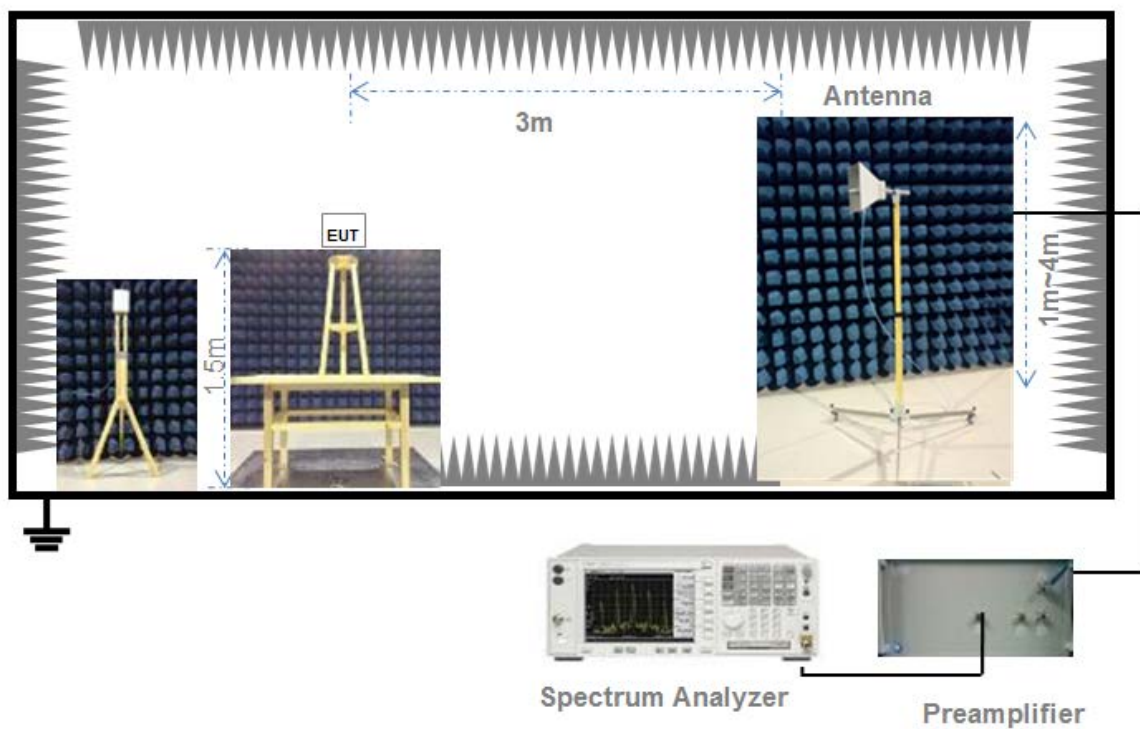 Antenna
3m
EUT
1.5m
1m~4m
Spectrum Analyzer
Preamplifier